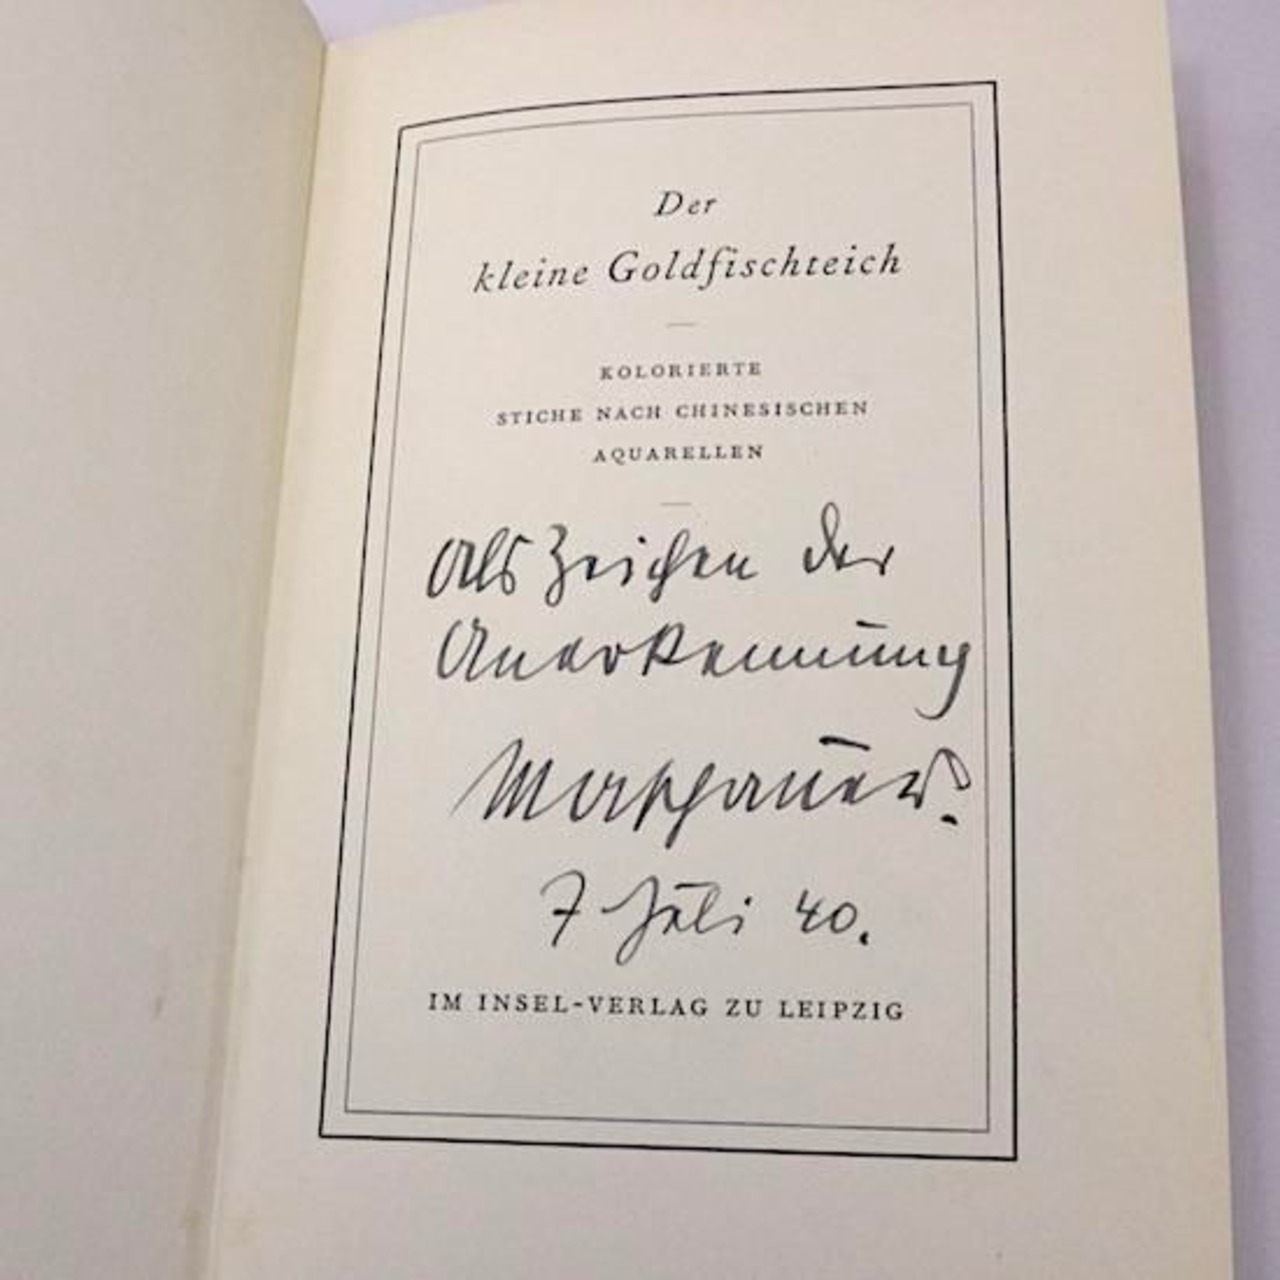 Der
kleine Goldfischteich
KOLORIERTE
STICHE NACH CHINESISCHEN
AQUARELLEN
Als Zeichen der
Anerkennung
7 Juli 40.
IM INSEL-VERLAG ZU LEIPZIG